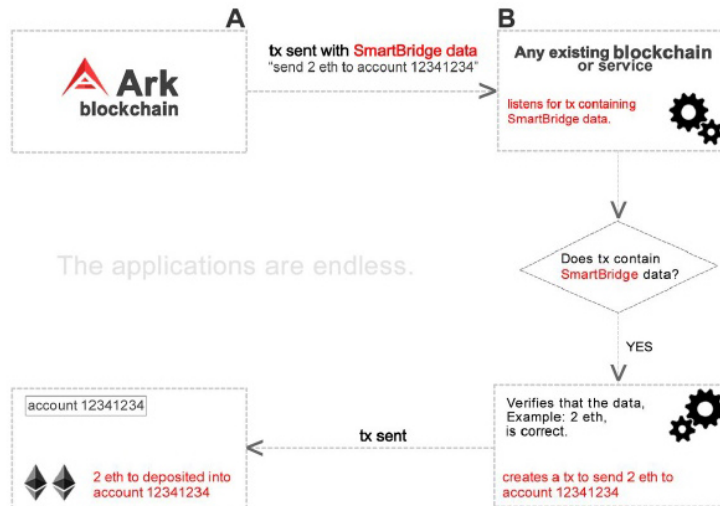 A
Ark
blockchain
tx sent with SmartBridge data
"send 2 eth to account 12341234"
B
Any existing blockchain
or service
listens for tx containing
SmartBridge data.
The applications are endless.
Does tx contain
SmartBridge data?
YES
Verifies that the data,
Example: 2 eth,
is correct.
creates a tx to send 2 eth to
account 12341234
tx sent
account 12341234
2 eth to deposited into
account 12341234